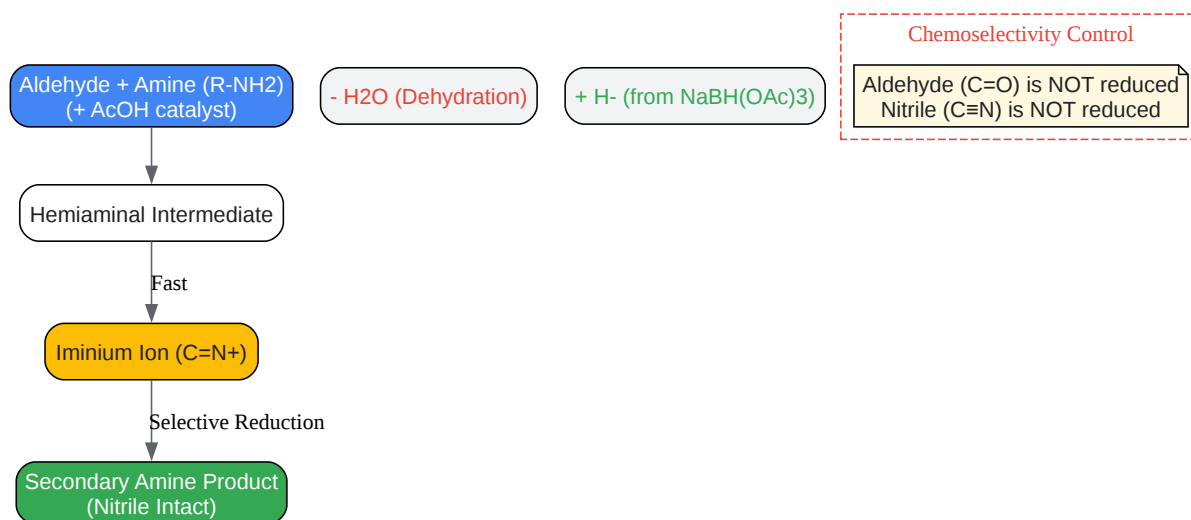 Chemoselectivity Control
Aldehyde + Amine (R-NH2)
(+ AcOH catalyst)
- H2O (Dehydration)
+ H- (from NaBH(OAc)3)
Aldehyde (C=O) is NOT reduced
Nitrile (C≡N) is NOT reduced
Hemiaminal Intermediate
Fast
Iminium Ion (C=N+)
Selective Reduction
Secondary Amine Product
(Nitrile Intact)